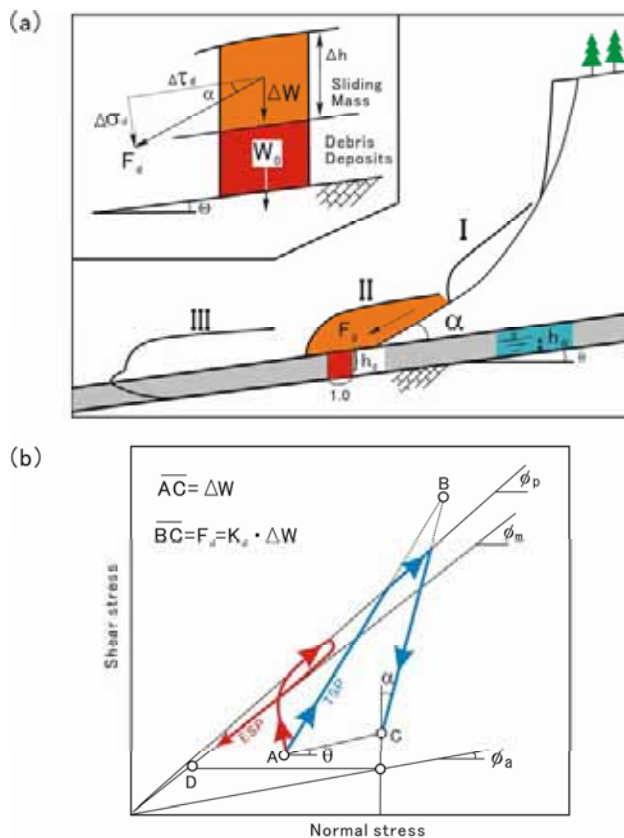 (a)
Δτd
α
Δσd
Fd
ΔW
W₀
Δh
Sliding
Mass
Debris
Deposits
θ
I
II
III
Fd
α
h₀
1.0
θ
(b)
AC = ΔW
BC = Fd = Kd · ΔW
B
ϕp
ϕm
Shear stress
ESP
TSP
α
C
A
θ
D
ϕa
Normal stress